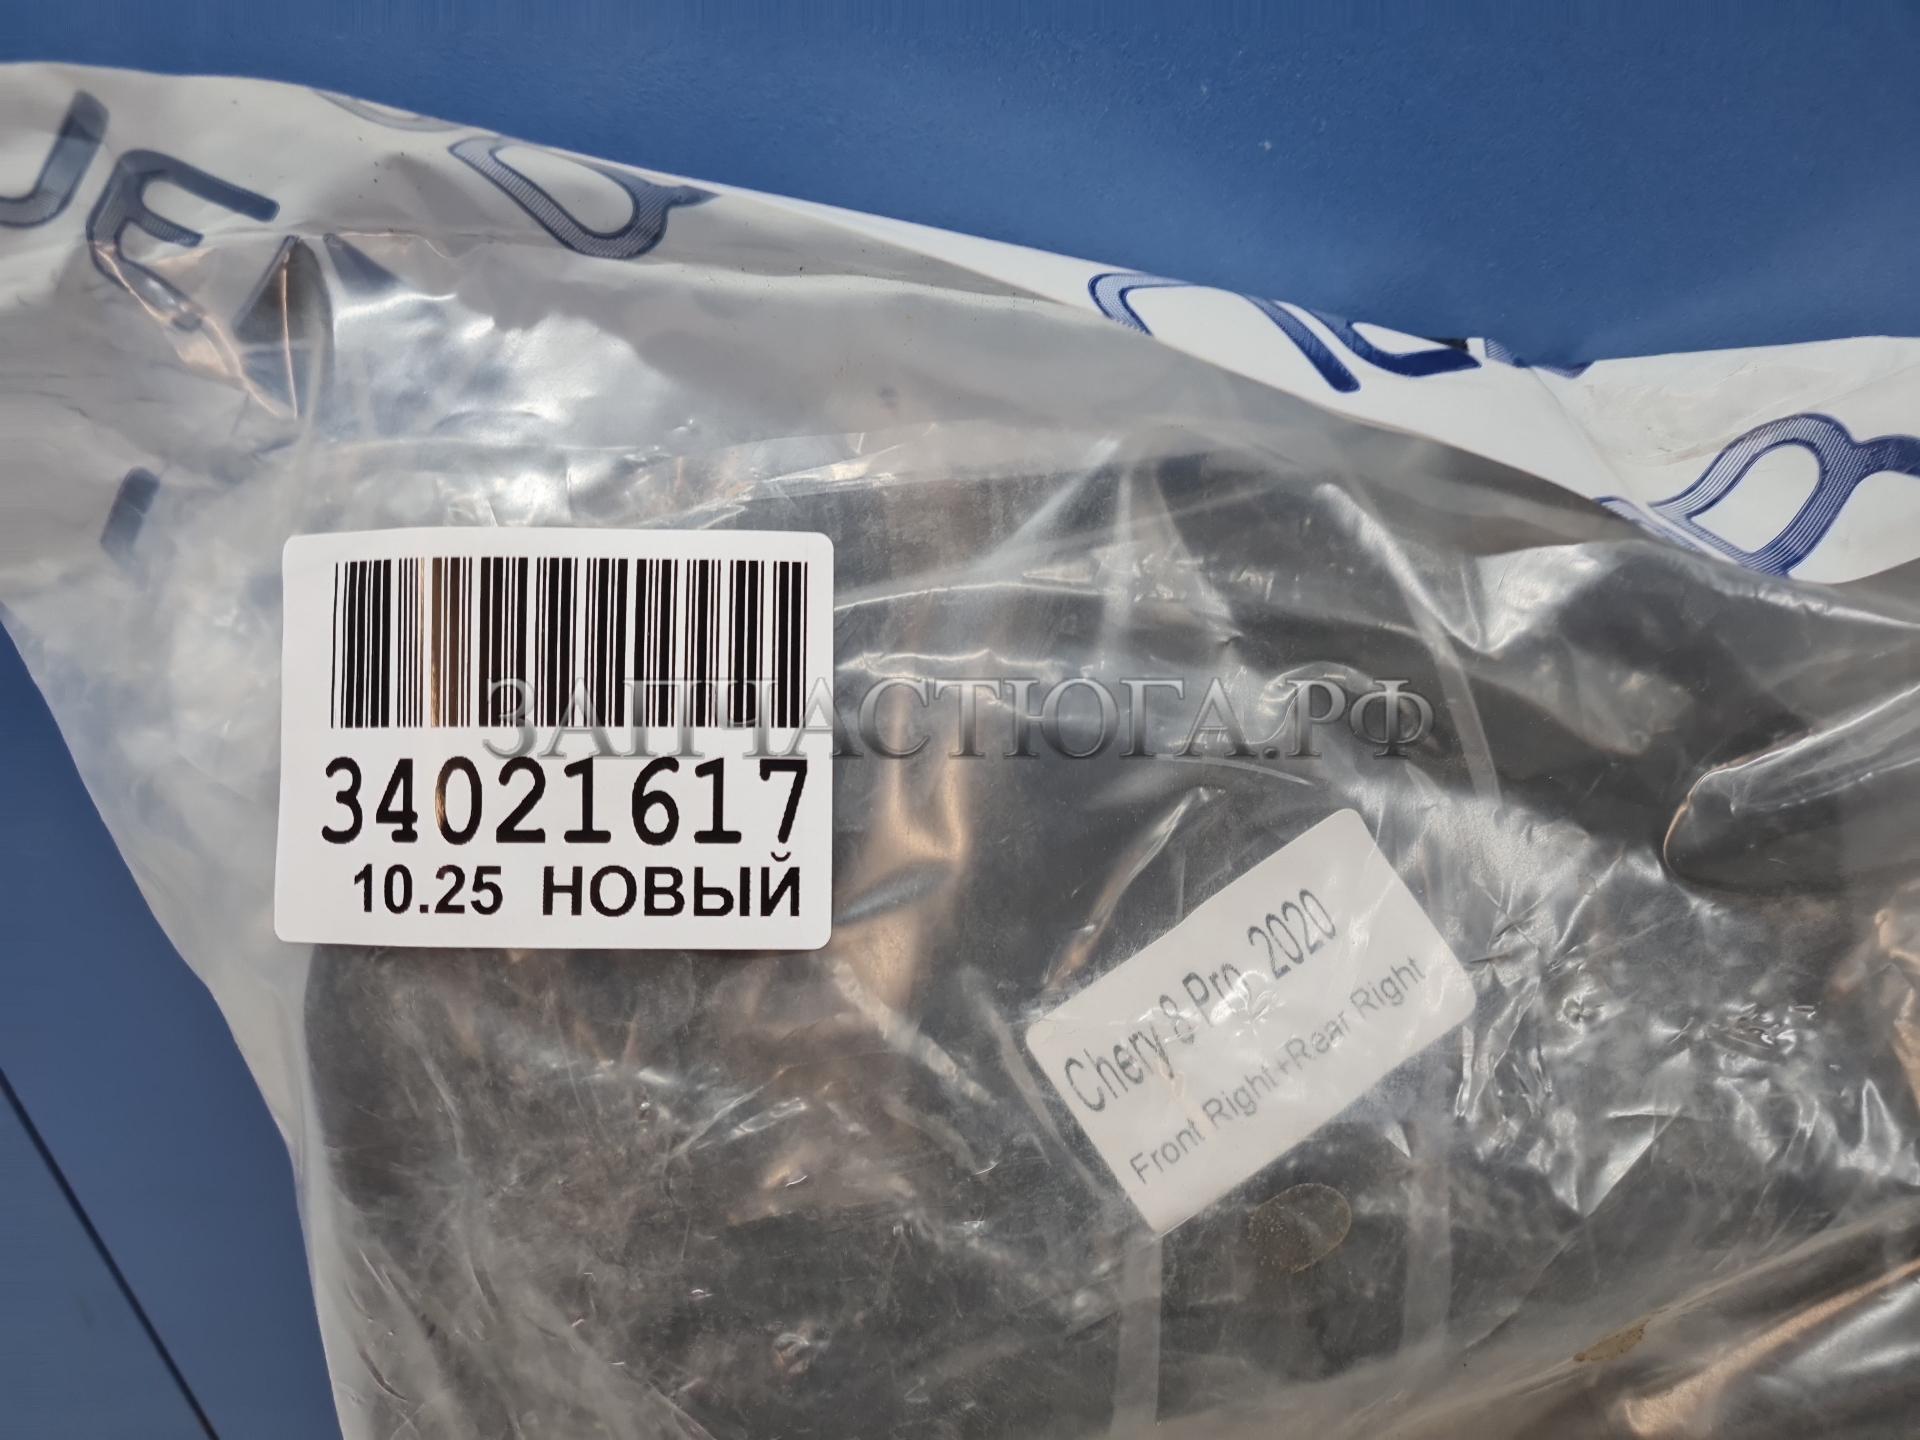 34021617
10.25 НОВЫЙ
ЗАПЧАСТЮГА.РФ
Chery 8 Pro 2020
Front Right+Rear Right